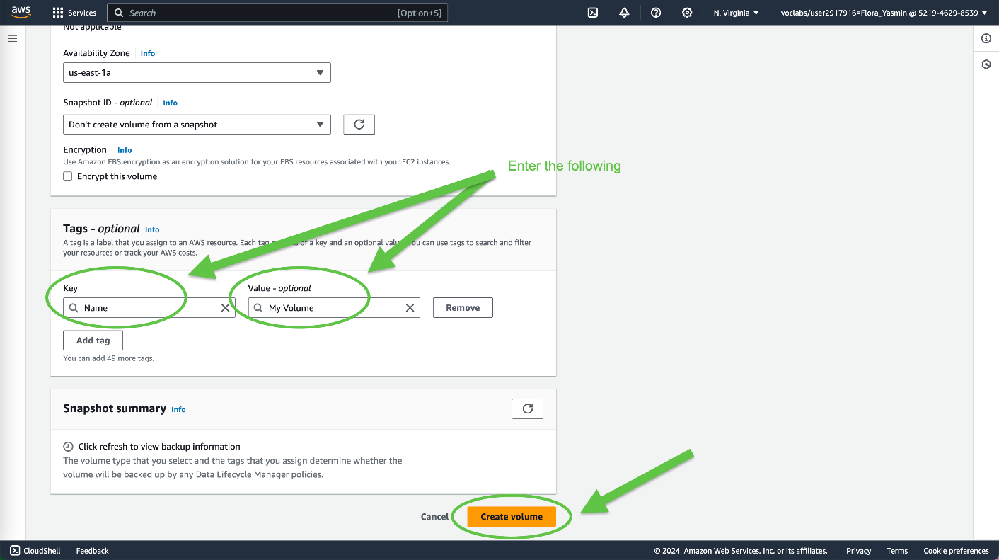 aws
Services
Search [Option+S]
N. Virginia
voclabs/user2917916=Flora_Yasmin @ 5219-4629-8539
Not applicable
Availability Zone Info
us-east-1a
Snapshot ID - optional Info
Don't create volume from a snapshot
Encryption Info
Use Amazon EBS encryption as an encryption solution for your EBS resources associated with your EC2 instances.
Encrypt this volume
Enter the following
Tags - optional Info
A tag is a label that you assign to an AWS resource. Each tag of a key and an optional value. You can use tags to search and filter
your resources or track your AWS costs.
Key
Value - optional
Name
My Volume
Remove
Add tag
You can add 49 more tags.
Snapshot summary Info
Click refresh to view backup information
The volume type that you select and the tags that you assign determine whether the
volume will be backed up by any Data Lifecycle Manager policies.
Cancel
Create volume
CloudShell
Feedback
© 2024, Amazon Web Services, Inc. or its affiliates.
Privacy
Terms
Cookie preferences